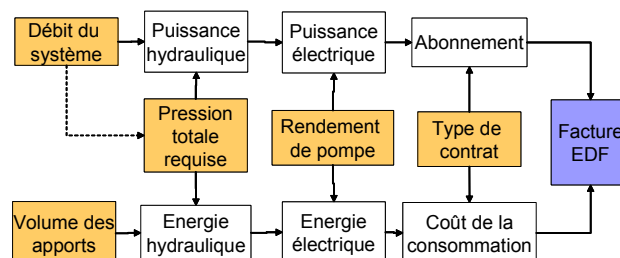 Débit du
système
Puissance
hydraulique
Puissance
électrique
Abonnement
Pression
totale
requise
Rendement
de pompe
Type de
contrat
Facture
EDF
Volume des
apports
Energie
hydraulique
Energie
électrique
Coût de la
consommation